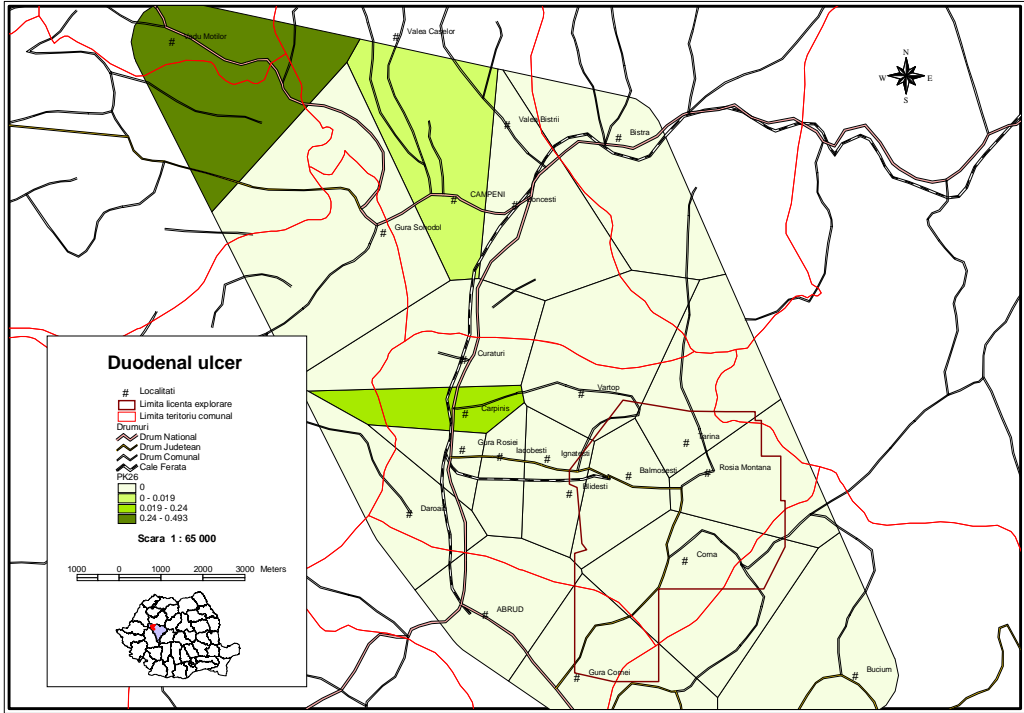 Vadu Motilor
Valea Caselor
N
W E
S
Valea Bistrii
Bistra
CAMPENI
Boncesti
Gura Sohodol
Curaturi
Vartop
Carpinis
Tarina
Gura Rosiei
Iacobesti
Ignatesti
Balmosesti
Rosia Montana
Blidesti
Daroaia
Corna
ABRUD
Gura Cornei
Bucium
Duodenal ulcer
# Localitati
Limita licenta explorare
Limita teritoriu comunal
Drumuri
Drum National
Drum Judetean
Drum Comunal
Cale Ferata
PK26
0
0 - 0.019
0.019 - 0.24
0.24 - 0.493
Scara 1 : 65 000
1000 0 1000 2000 3000 Meters